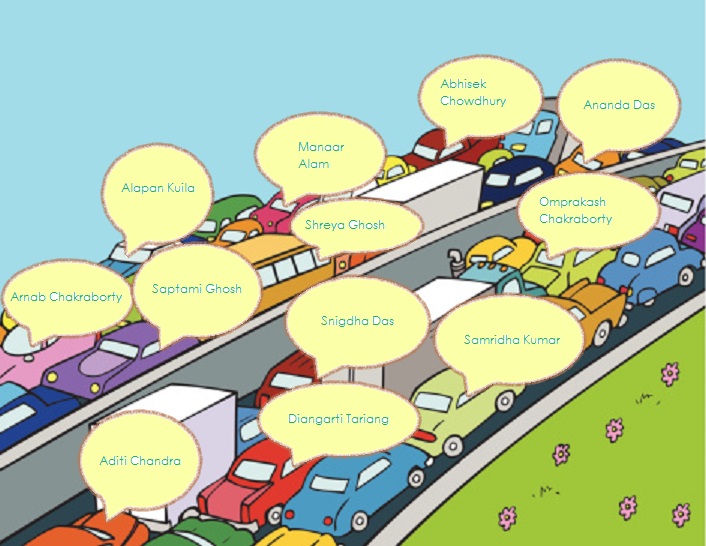 Abhisek
Chowdhury
Ananda Das
Manaar
Alam
Alapan Kuila
Omprakash
Chakraborty
Shreya Ghosh
Arnab Chakraborty
Saptami Ghosh
Snigdha Das
Samridha Kumar
Diangarti Tariang
Aditi Chandra